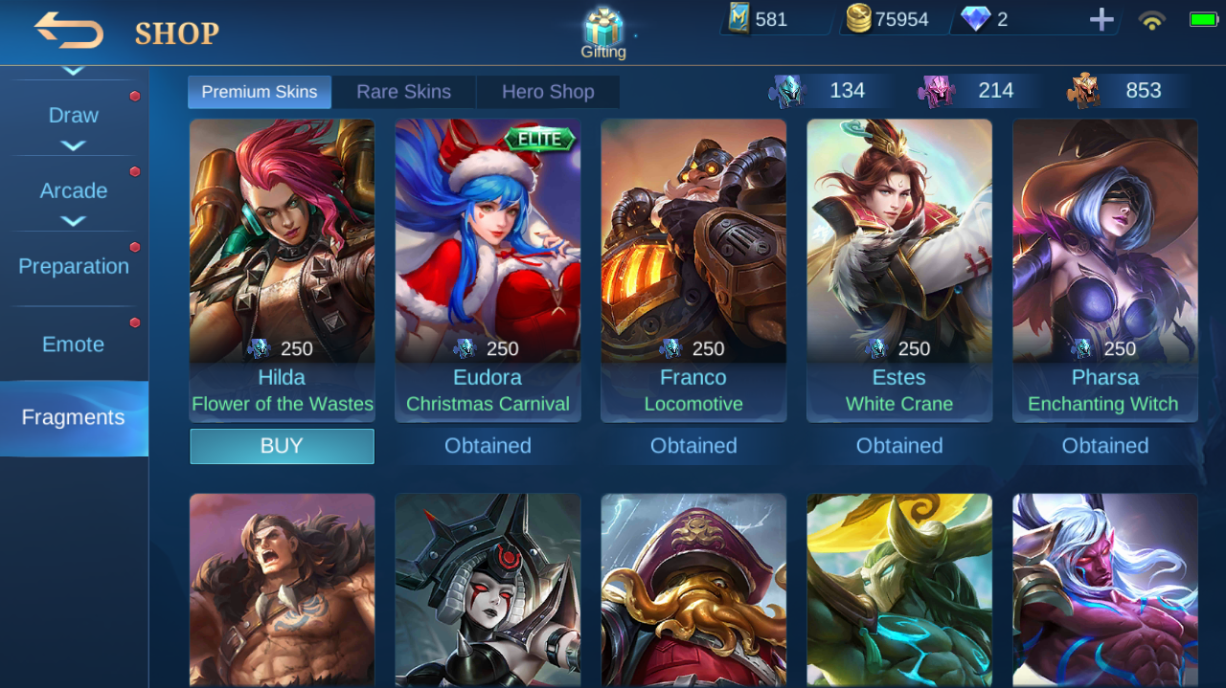 SHOP
Gifting
581
75954
2
Draw
Arcade
Preparation
Emote
Fragments
Premium Skins
Rare Skins
Hero Shop
134
214
853
ELITE
250
250
250
250
250
Hilda
Eudora
Franco
Estes
Pharsa
Flower of the Wastes
Christmas Carnival
Locomotive
White Crane
Enchanting Witch
BUY
Obtained
Obtained
Obtained
Obtained